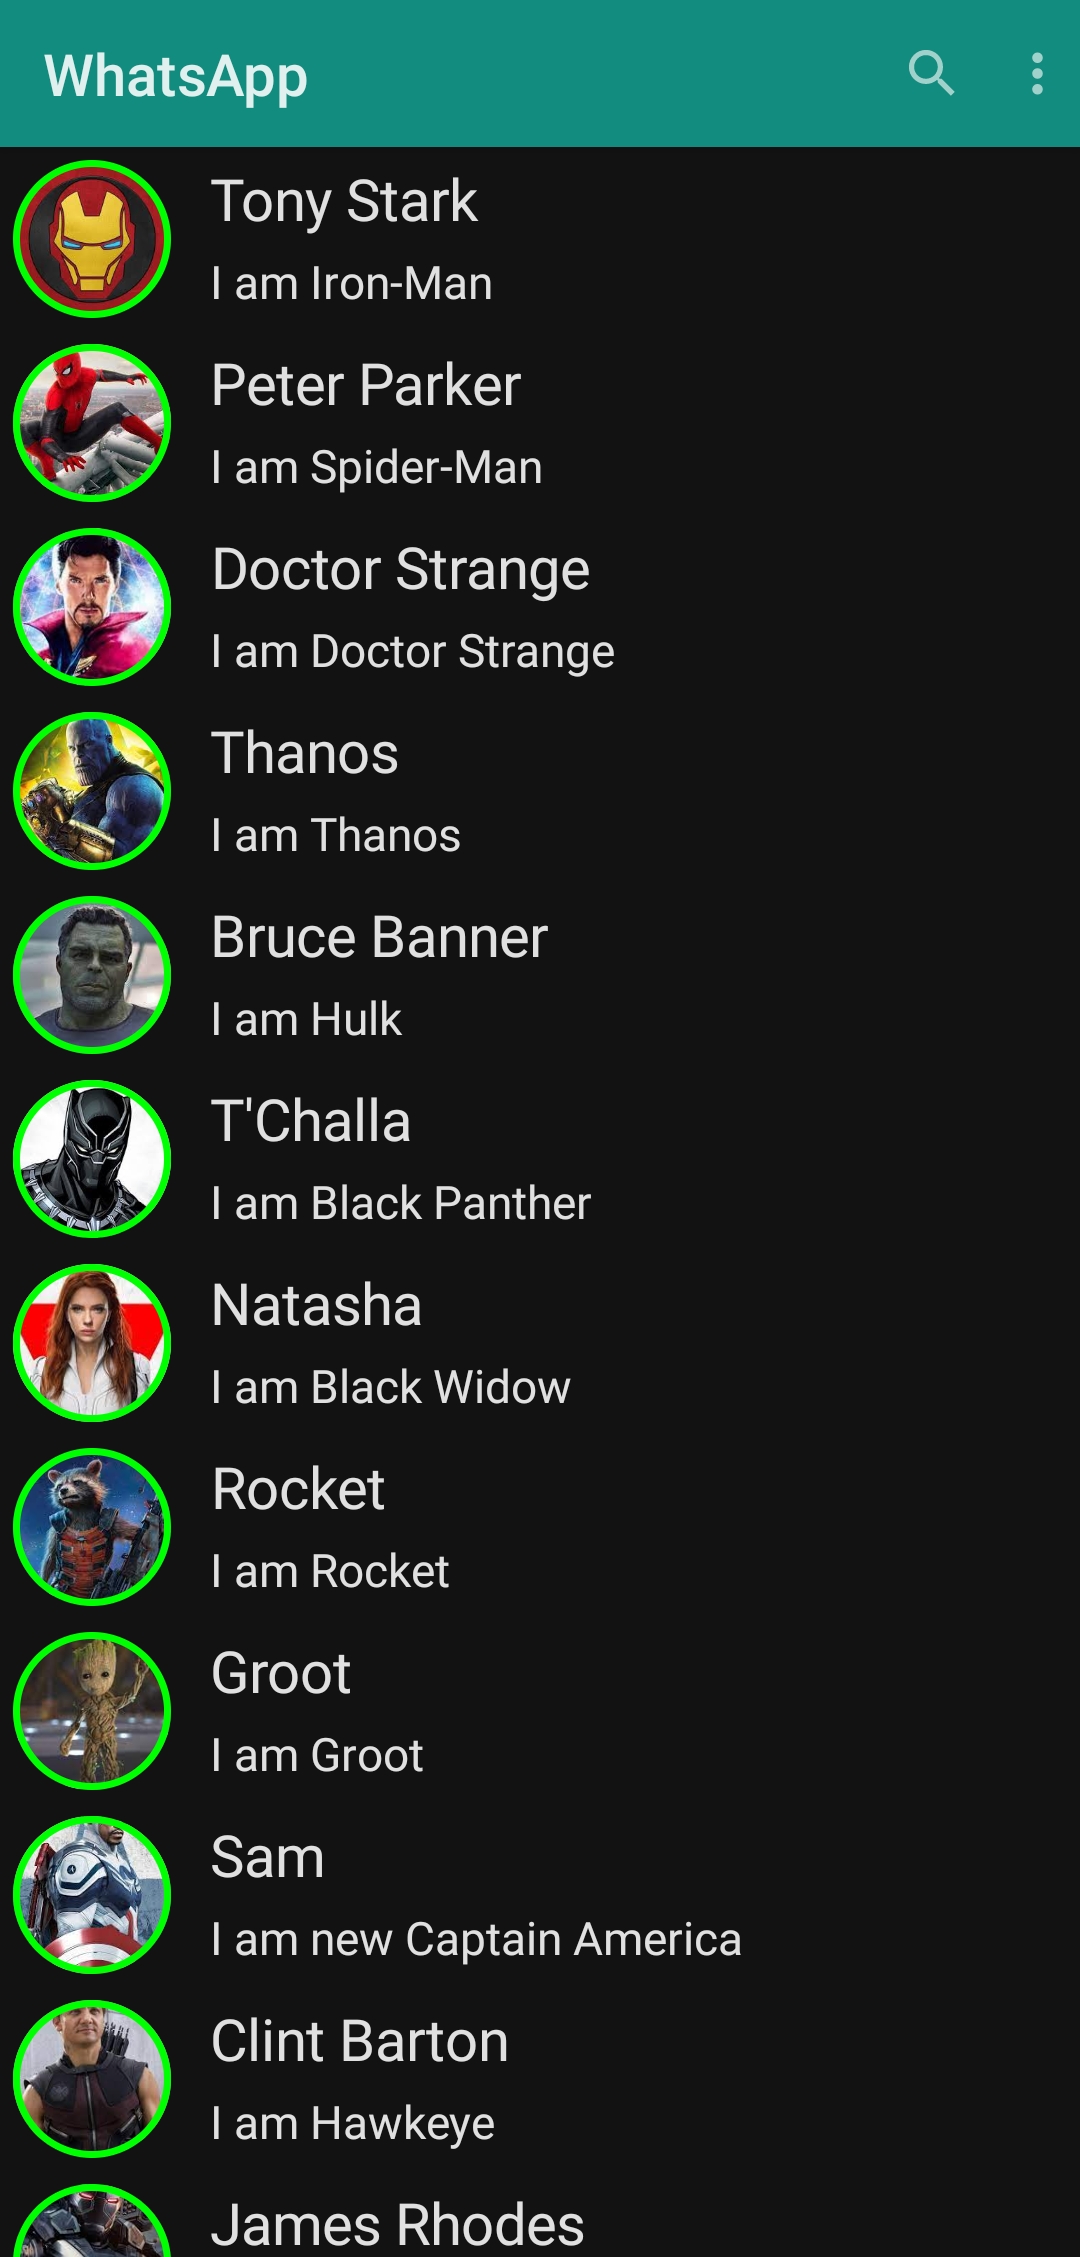 WhatsApp
Tony Stark
I am Iron-Man
Peter Parker
I am Spider-Man
Doctor Strange
I am Doctor Strange
Thanos
I am Thanos
Bruce Banner
I am Hulk
T'Challa
I am Black Panther
Natasha
I am Black Widow
Rocket
I am Rocket
Groot
I am Groot
Sam
I am new Captain America
Clint Barton
I am Hawkeye
James Rhodes